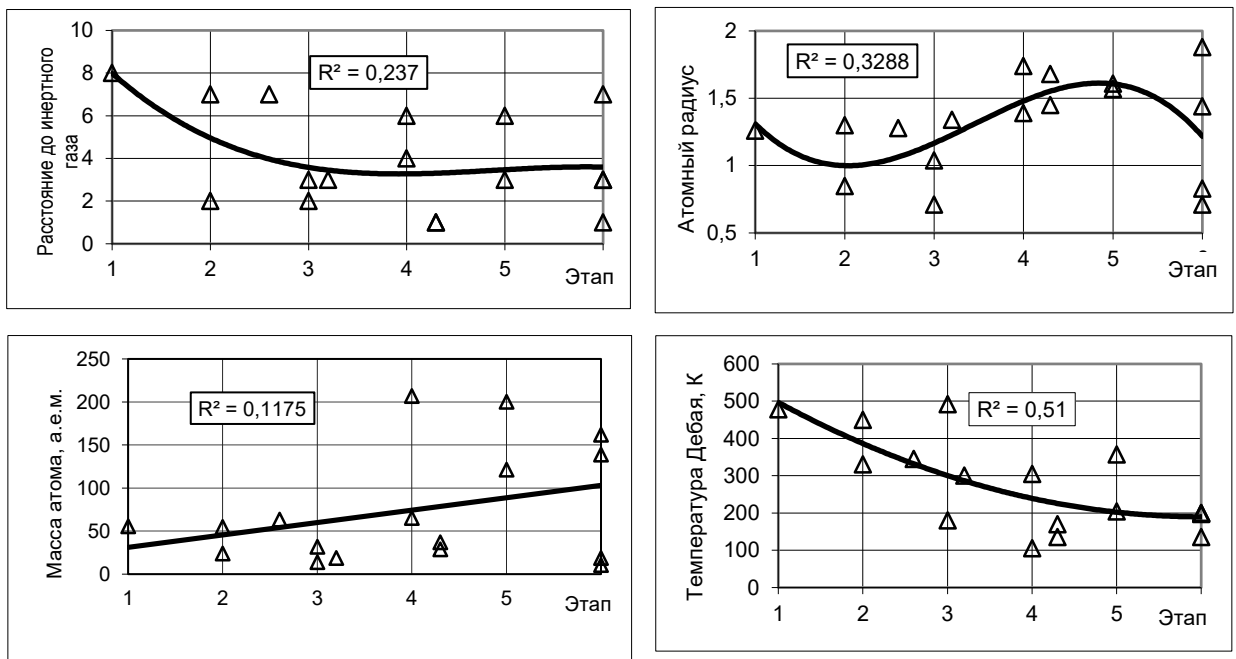 Расстояние до инертного
газа
10
8
6
4
2
0
R² = 0,237
1 2 3 4 5 Этап
Атомный радиус
2
1,5
1
0,5
R² = 0,3288
1 2 3 4 5
Этап
Масса атома, а.е.м.
250
200
150
100
50
0
R² = 0,1175
1 2 3 4 5 Этап
Температура Дебая, К
600
500
400
300
200
100
0
R² = 0,51
1 2 3 4 5 Этап